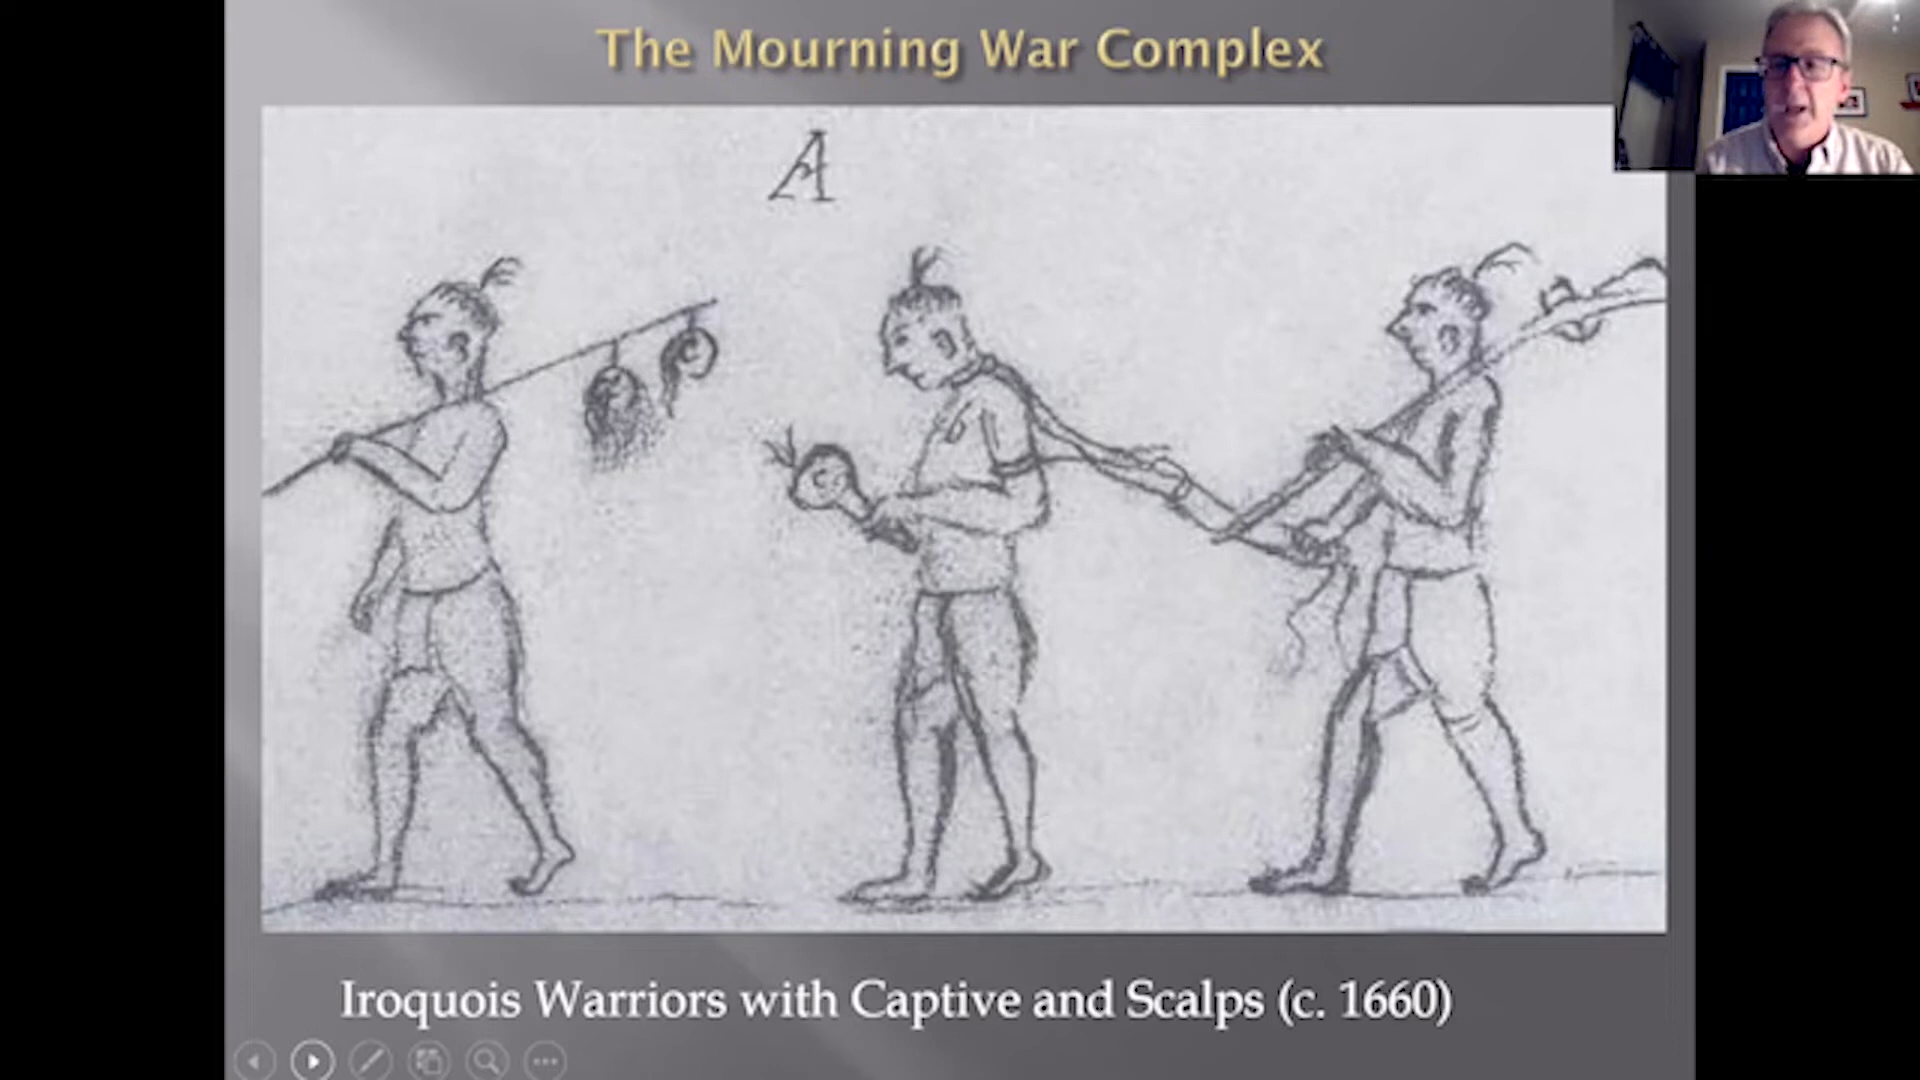 The Mourning War Complex
A
Iroquois Warriors with Captive and Scalps (c. 1660)